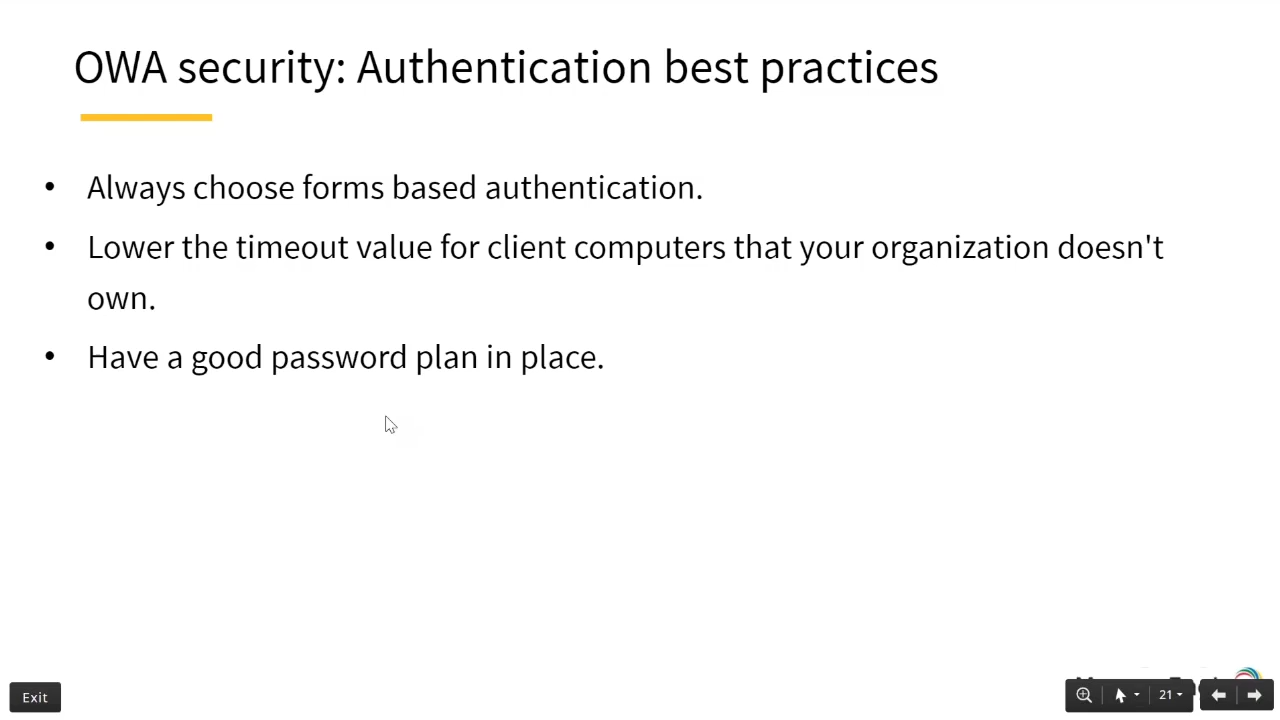 OWA security: Authentication best practices
• Always choose forms based authentication.
• Lower the timeout value for client computers that your organization doesn't
own.
• Have a good password plan in place.
Exit
21